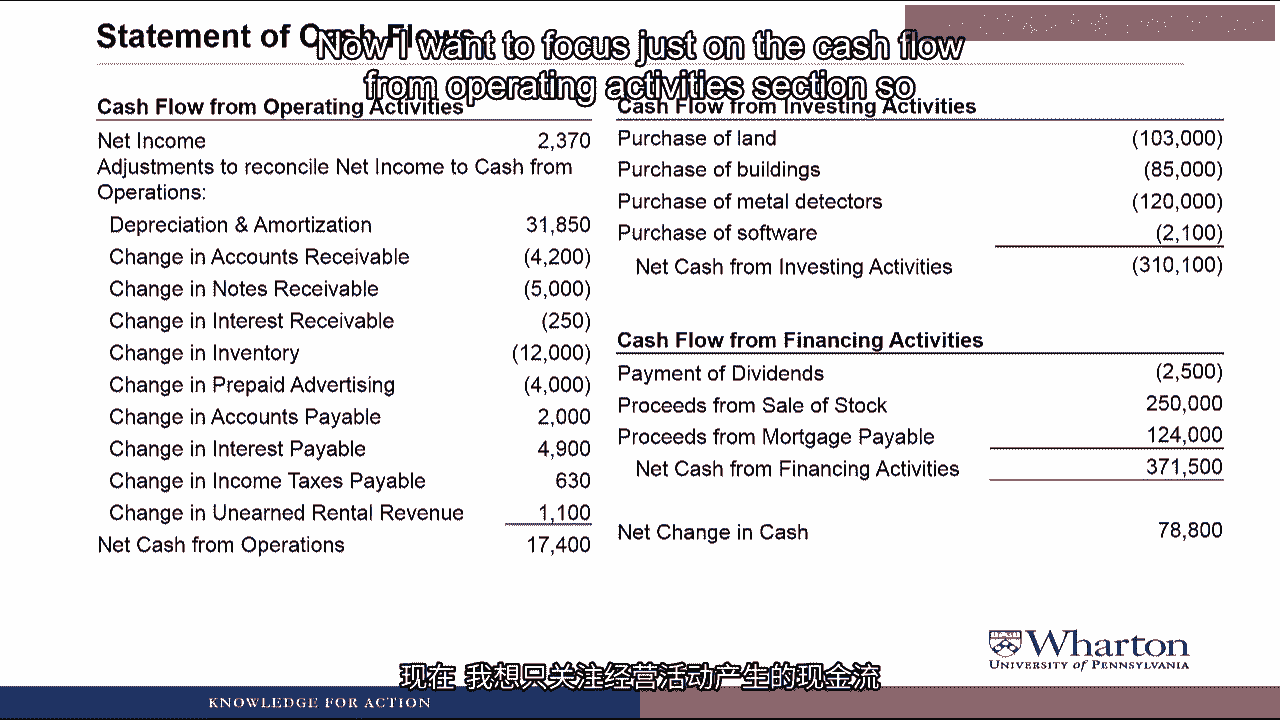 Statement of Cash Flows
Now I want to focus just on the cash flow
from operating activities section so
Cash Flow from Operating Activities
Net Income 2,370
Adjustments to reconcile Net Income to Cash from
Operations:
Depreciation & Amortization 31,850
Change in Accounts Receivable (4,200)
Change in Notes Receivable (5,000)
Change in Interest Receivable (250)
Change in Inventory (12,000)
Change in Prepaid Advertising (4,000)
Change in Accounts Payable 2,000
Change in Interest Payable 4,900
Change in Income Taxes Payable 630
Change in Unearned Rental Revenue 1,100
Net Cash from Operations 17,400
Cash Flow from Investing Activities
Purchase of land (103,000)
Purchase of buildings (85,000)
Purchase of metal detectors (120,000)
Purchase of software (2,100)
Net Cash from Investing Activities (310,100)
Cash Flow from Financing Activities
Payment of Dividends (2,500)
Proceeds from Sale of Stock 250,000
Proceeds from Mortgage Payable 124,000
Net Cash from Financing Activities 371,500
Net Change in Cash 78,800
Wharton
UNIVERSITY of PENNSYLVANIA
现在 我想只关注经营活动产生的现金流
KNOWLEDGE FOR ACTION